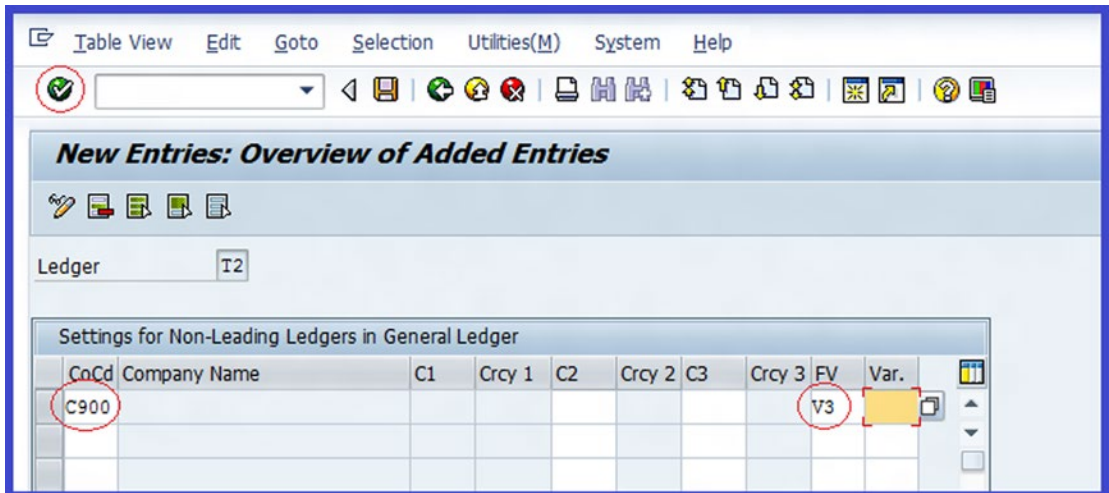 Table View Edit Goto Selection Utilities(M) System Help
New Entries: Overview of Added Entries
Ledger T2
Settings for Non-Leading Ledgers in General Ledger
CoCd Company Name C1 Crcy 1 C2 Crcy 2 C3 Crcy 3 FV Var.
C900 V3